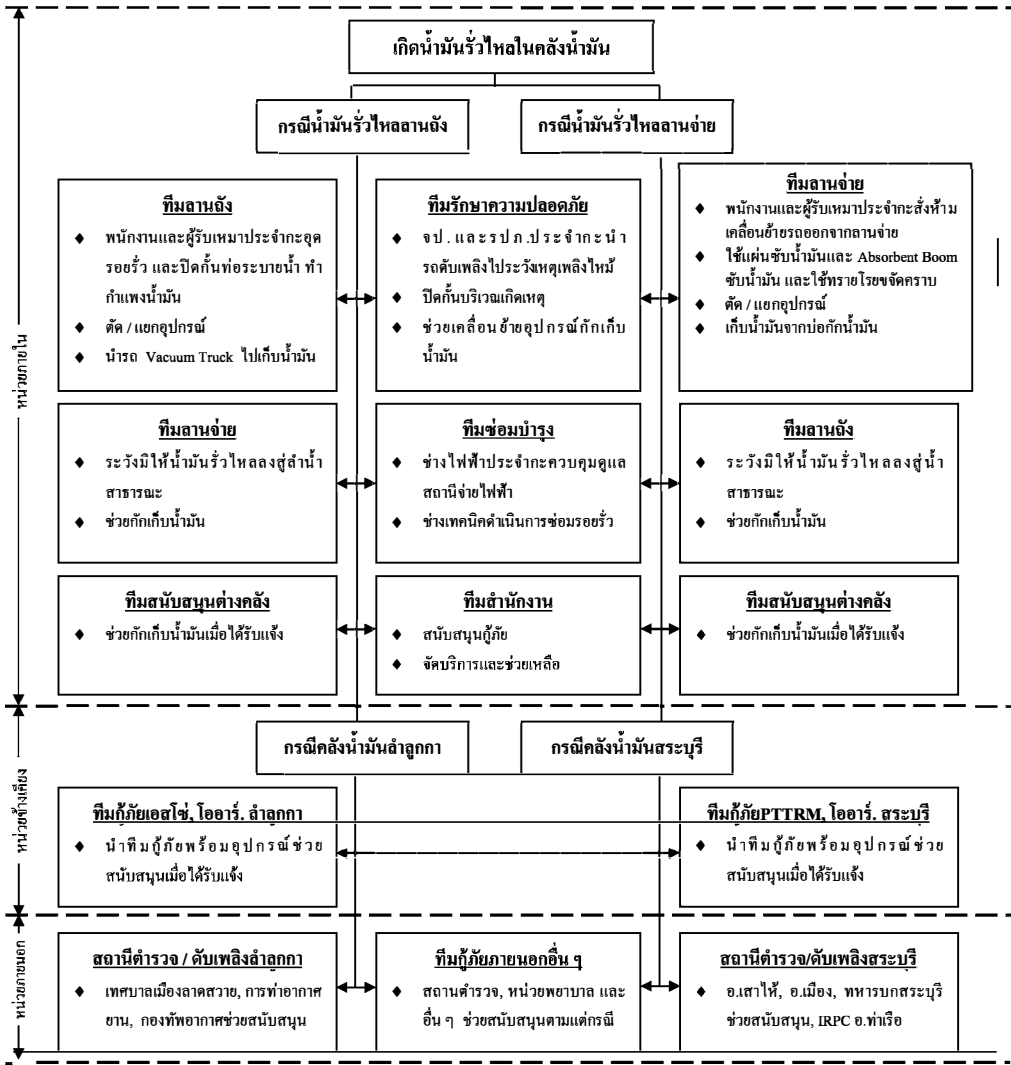 เกิดน้ำมันรั่วไหลในคลังน้ำมัน
กรณีน้ำมันรั่วไหลลานถัง
กรณีน้ำมันรั่วไหลลานจ่าย
หน่วยภายใน
ทีมลานถัง
♦ พนักงานและผู้รับเหมาประจำกะอุด
รอยรั่ว และปิดกั้นท่อระบายน้ำ ทำ
กำแพงน้ำมัน
♦ ตัด / แยกอุปกรณ์
♦ นำรถ Vacuum Truck ไปเก็บน้ำมัน
ทีมรักษาความปลอดภัย
♦ จป. และรปภ.ประจำกะนำ
รถดับเพลิงไประวังเหตุเพลิงไหม้
♦ ปิดกั้นบริเวณเกิดเหตุ
♦ ช่วยเคลื่อนย้ายอุปกรณ์กักเก็บ
น้ำมัน
ทีมลานจ่าย
♦ พนักงานและผู้รับเหมาประจำกะสั่งห้าม
เคลื่อนย้ายรถออกจากลานจ่าย
♦ ใช้แผ่นซับน้ำมันและ Absorbent Boom
ซับน้ำมัน และใช้ทรายโรยขจัดคราบ
♦ ตัด / แยกอุปกรณ์
♦ เก็บน้ำมันจากบ่อกักน้ำมัน
ทีมลานจ่าย
♦ ระวังมิให้น้ำมันรั่วไหลลงสู่ลำน้ำ
สาธารณะ
♦ ช่วยกักเก็บน้ำมัน
ทีมซ่อมบำรุง
♦ ช่างไฟฟ้าประจำกะควบคุมดูแล
สถานีจ่ายไฟฟ้า
♦ ช่างเทคนิคดำเนินการซ่อมรอยรั่ว
ทีมลานถัง
♦ ระวังมิให้น้ำมันรั่วไหลลงสู่น้ำ
สาธารณะ
♦ ช่วยกักเก็บน้ำมัน
ทีมสนับสนุนต่างคลัง
♦ ช่วยกักเก็บน้ำมันเมื่อได้รับแจ้ง
ทีมสำนักงาน
♦ สนับสนุนกู้ภัย
♦ จัดบริการและช่วยเหลือ
ทีมสนับสนุนต่างคลัง
♦ ช่วยกักเก็บน้ำมันเมื่อได้รับแจ้ง
หน่วยข้างเคียง
กรณีคลังน้ำมันลำลูกกา
กรณีคลังน้ำมันสระบุรี
ทีมกู้ภัยเอสโซ่, โออาร์. ลำลูกกา
♦ นำทีมกู้ภัยพร้อมอุปกรณ์ช่วย
สนับสนุนเมื่อได้รับแจ้ง
ทีมกู้ภัยPTTRM, โออาร์. สระบุรี
♦ นำทีมกู้ภัยพร้อมอุปกรณ์ช่วย
สนับสนุนเมื่อได้รับแจ้ง
หน่วยภายนอก
สถานีตำรวจ / ดับเพลิงลำลูกกา
♦ เทศบาลเมืองลาดสวาย, การท่าอากาศ
ยาน, กองทัพอากาศช่วยสนับสนุน
ทีมกู้ภัยภายนอกอื่น ๆ
♦ สถานตำรวจ, หน่วยพยาบาล และ
อื่น ๆ ช่วยสนับสนุนตามแต่กรณี
สถานีตำรวจ/ดับเพลิงสระบุรี
♦ อ.เสาไห้, อ.เมือง, ทหารบกสระบุรี
ช่วยสนับสนุน, IRPC อ.ท่าเรือ